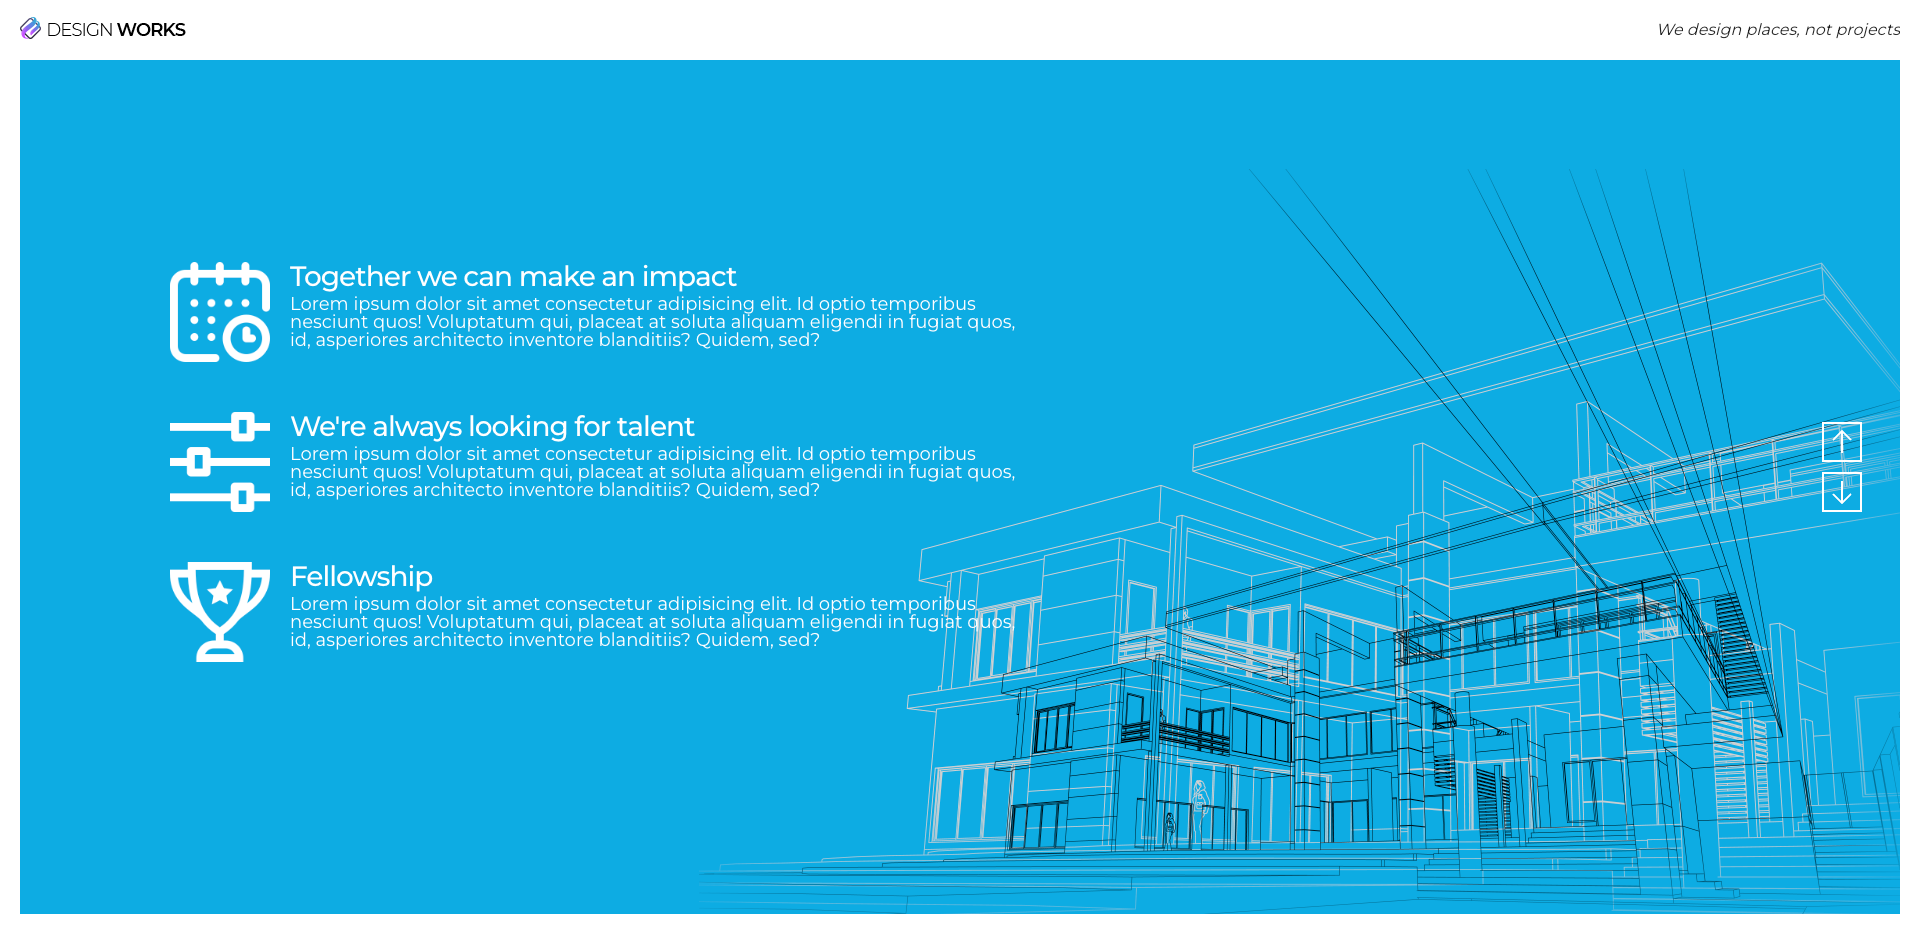 DESIGN WORKS
We design places, not projects
Together we can make an impact
Lorem ipsum dolor sit amet consectetur adipisicing elit. Id optio temporibus
nesciunt quos! Voluptatum qui, placeat at soluta aliquam eligendi in fugiat quos,
id, asperiores architecto inventore blanditiis? Quidem, sed?
We're always looking for talent
Lorem ipsum dolor sit amet consectetur adipisicing elit. Id optio temporibus
nesciunt quos! Voluptatum qui, placeat at soluta aliquam eligendi in fugiat quos,
id, asperiores architecto inventore blanditiis? Quidem, sed?
Fellowship
Lorem ipsum dolor sit amet consectetur adipisicing elit. Id optio temporibus
nesciunt quos! Voluptatum qui, placeat at soluta aliquam eligendi in fugiat quos,
id, asperiores architecto inventore blanditiis? Quidem, sed?